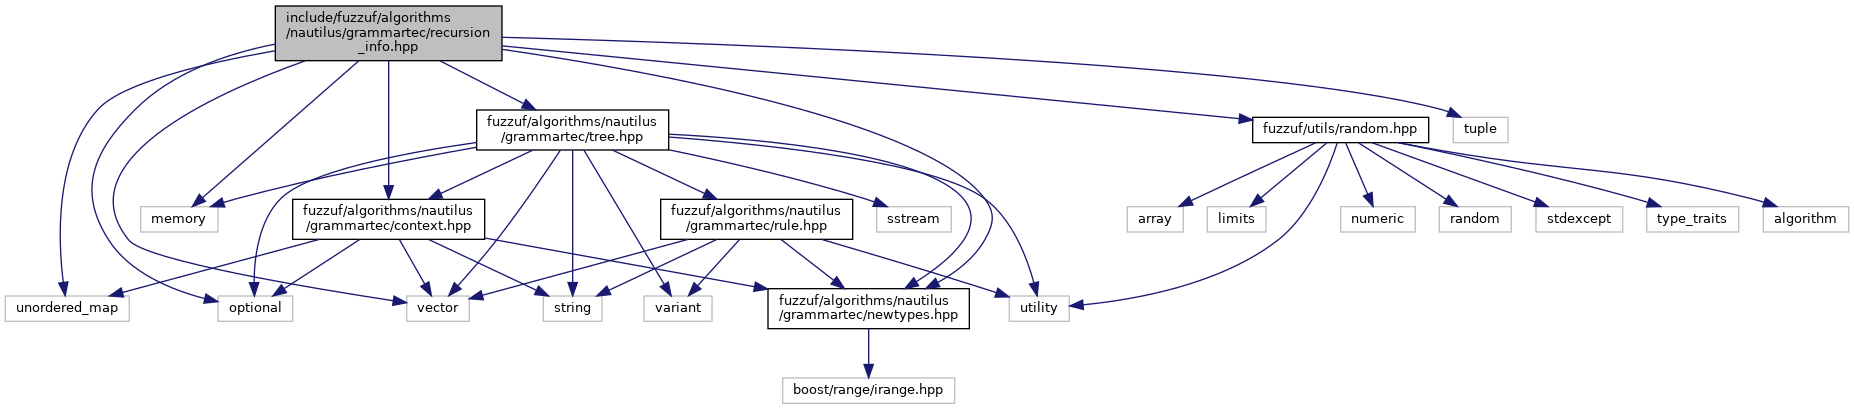 include/fuzzuf/algorithms
/nautilus/grammartec/recursion
_info.hpp
fuzzuf/algorithms/nautilus
/grammartec/tree.hpp
fuzzuf/utils/random.hpp
tuple
memory
fuzzuf/algorithms/nautilus
/grammartec/context.hpp
fuzzuf/algorithms/nautilus
/grammartec/rule.hpp
sstream
array
limits
numeric
random
stdexcept
type_traits
algorithm
unordered_map
optional
vector
string
variant
fuzzuf/algorithms/nautilus
/grammartec/newtypes.hpp
utility
boost/range/irange.hpp